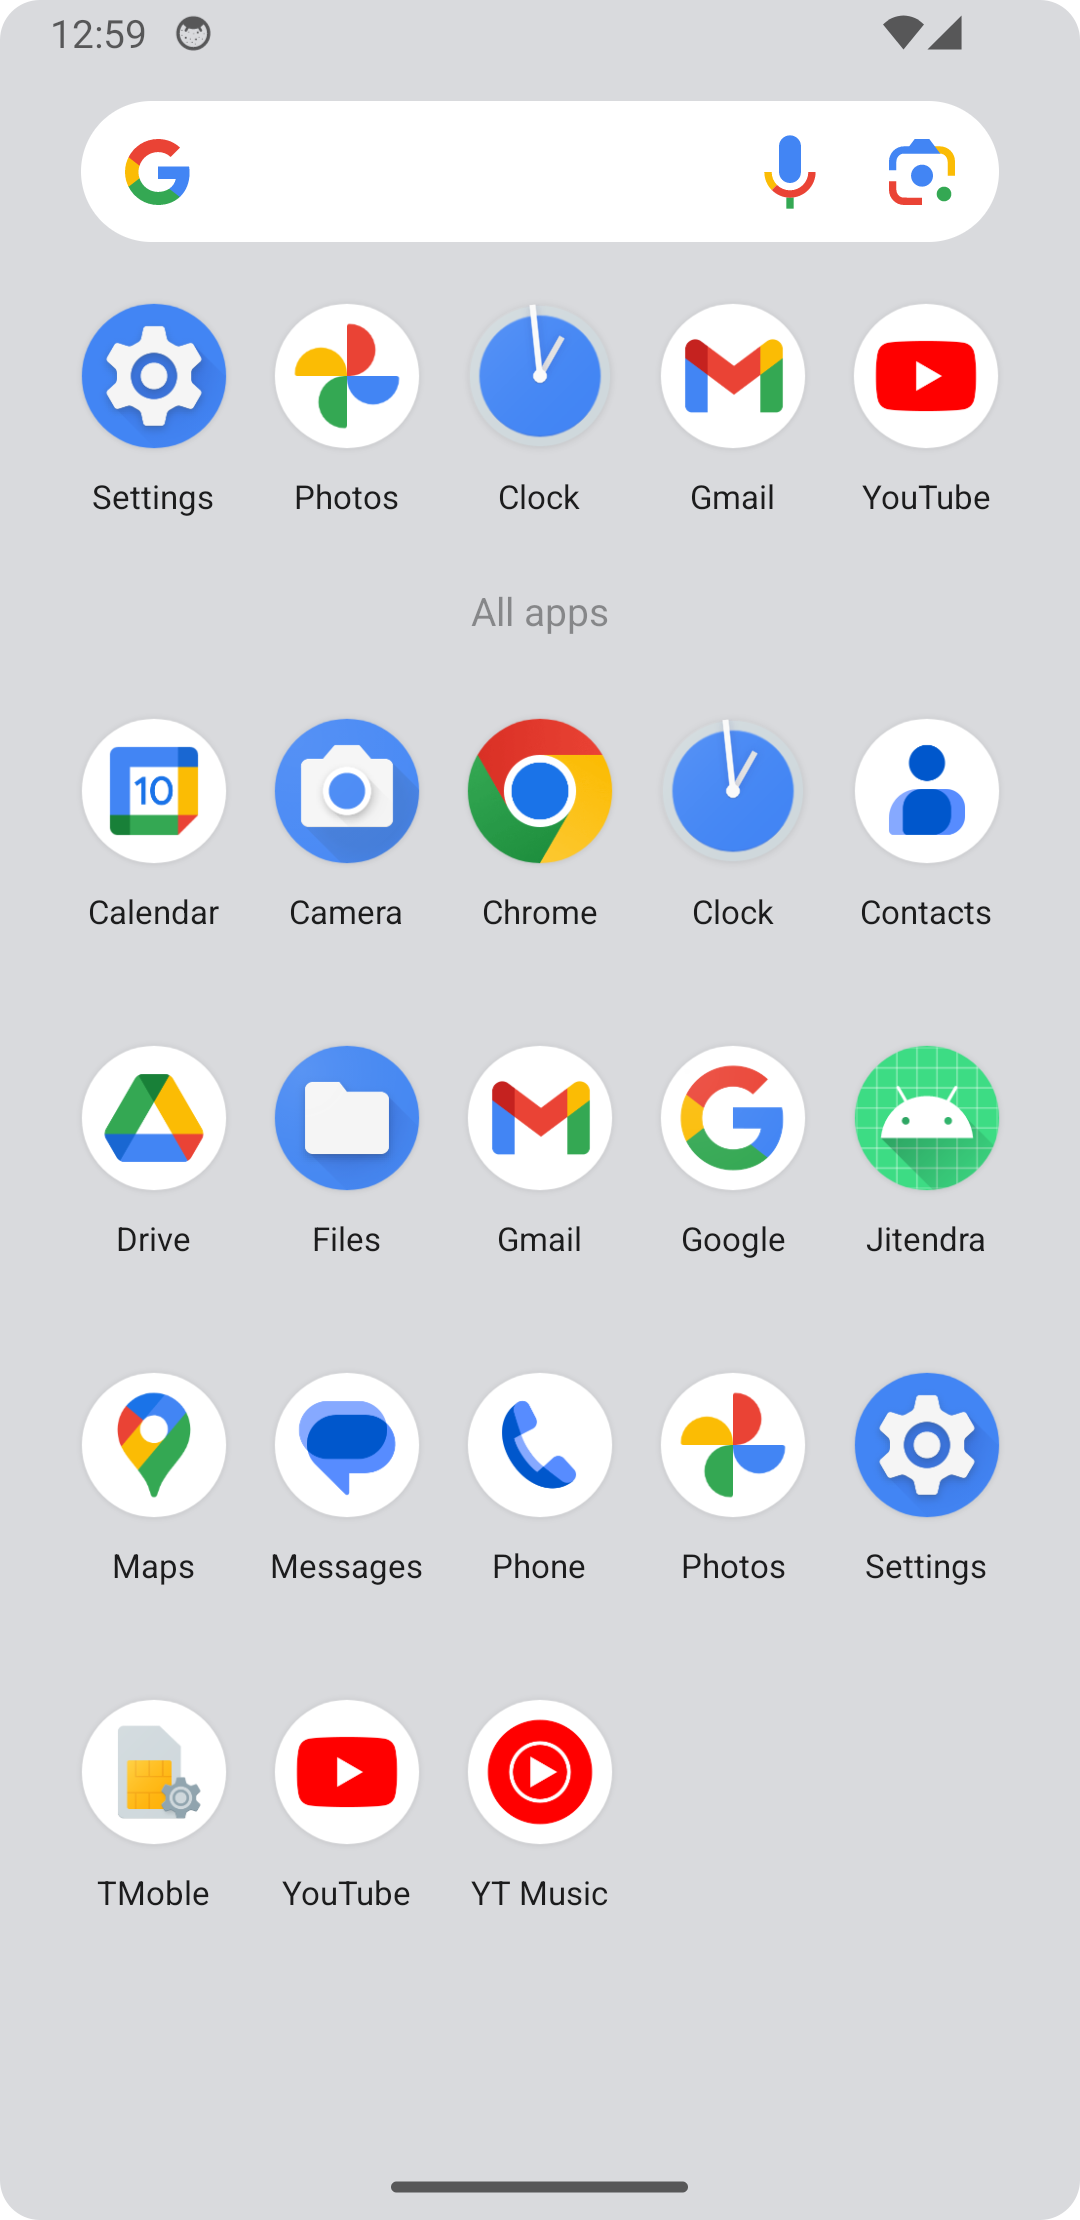 12:59
Settings Photos Clock Gmail YouTube
All apps
10
Calendar Camera Chrome Clock Contacts
Drive Files Gmail Google Jitendra
Maps Messages Phone Photos Settings
TMoble YouTube YT Music